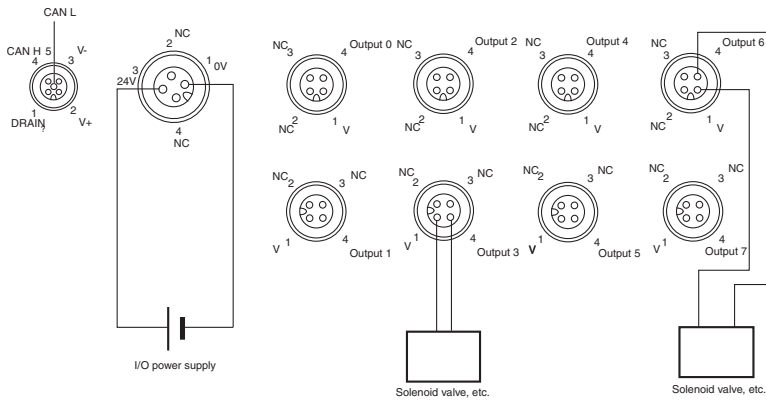 CAN L
CAN H 5 V-
4 3
1 2
DRAIN V+
?
NC
2
3 1 0V
24V
4
NC
I/O power supply
NC 3 4 Output 0
NC 2 1 V
NC 3 4 Output 2
NC 2 1 V
NC 3 4 Output 4
NC 2 1 V
NC 3 4 Output 6
NC 2 1 V
NC 2 3 NC
V 1 4 Output 1
NC 2 3 NC
V 1 4 Output 3
NC 2 3 NC
V 1 4 Output 5
NC 2 3 NC
V 1 4 Output 7
Solenoid valve, etc.
Solenoid valve, etc.